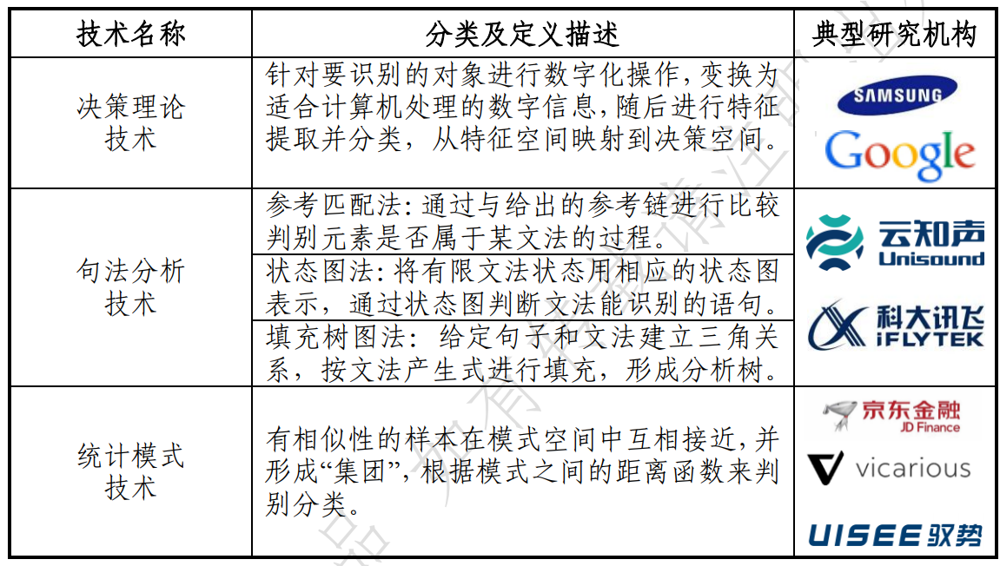 技术名称
分类及定义描述
典型研究机构
决策理论
技术
针对要识别的对象进行数字化操作，变换为
适合计算机处理的数字信息，随后进行特征
提取并分类，从特征空间映射到决策空间。
SAMSUNG
Google
句法分析
技术
参考匹配法：通过与给出的参考链进行比较
判别元素是否属于某文法的过程。
状态图法：将有限文法状态用相应的状态图
表示，通过状态图判断文法能识别的语句。
填充树图法：给定句子和文法建立三角关
系，按文法产生式进行填充，形成分析树。
云知声
Unisound
科大讯飞
iFLYTEK
统计模式
技术
有相似性的样本在模式空间中互相接近，并
形成“集团”，根据模式之间的距离函数来判
别分类。
京东金融
JD Finance
vicarious
UISEE 驭势
品 如有转载请注明